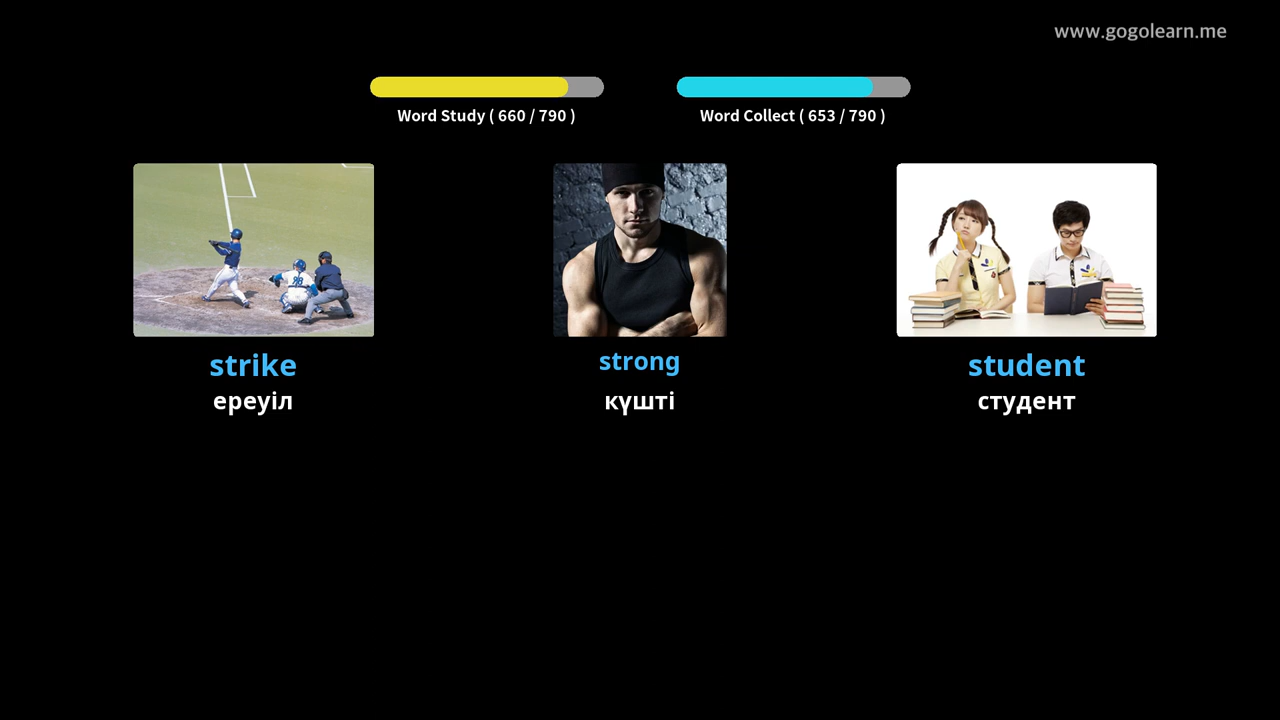 www.gogolearn.me
Word Study ( 660 / 790 )
Word Collect ( 653 / 790 )
strike
ереуіл
strong
күшті
student
студент